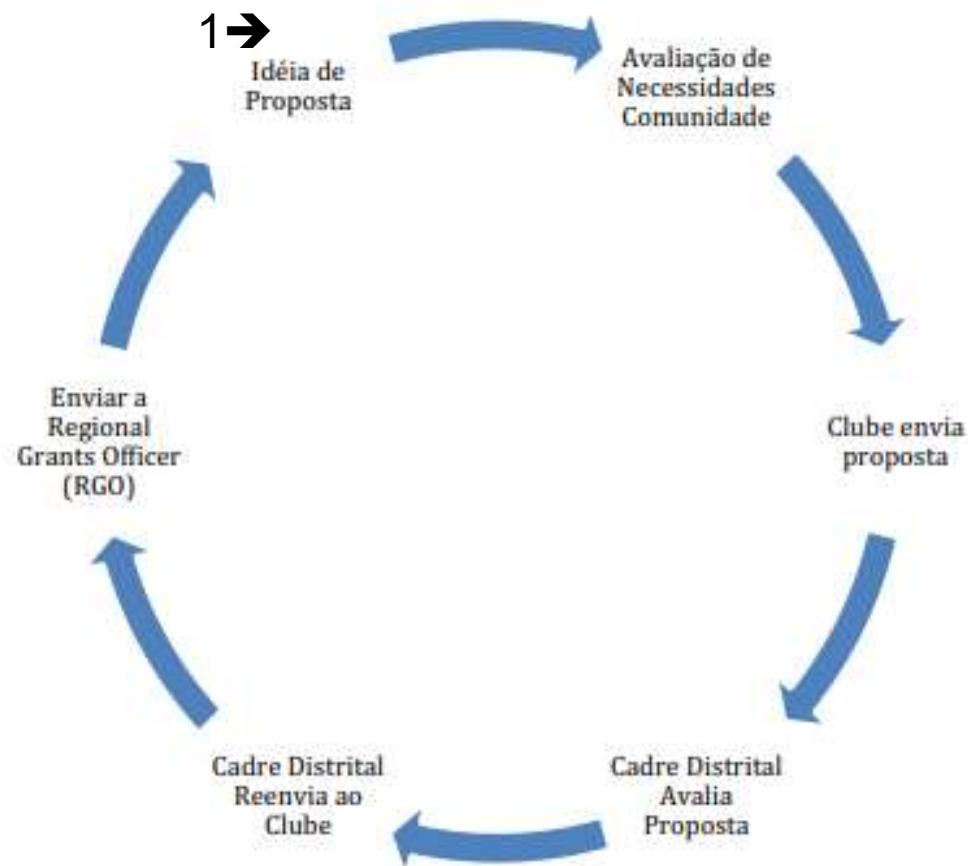 1➔
Idéia de
Proposta
Avaliação de
Necessidades
Comunidade
Clube envia
proposta
Cadre Distrital
Avalia
Proposta
Cadre Distrital
Reenvia ao
Clube
Enviar a
Regional
Grants Officer
(RGO)